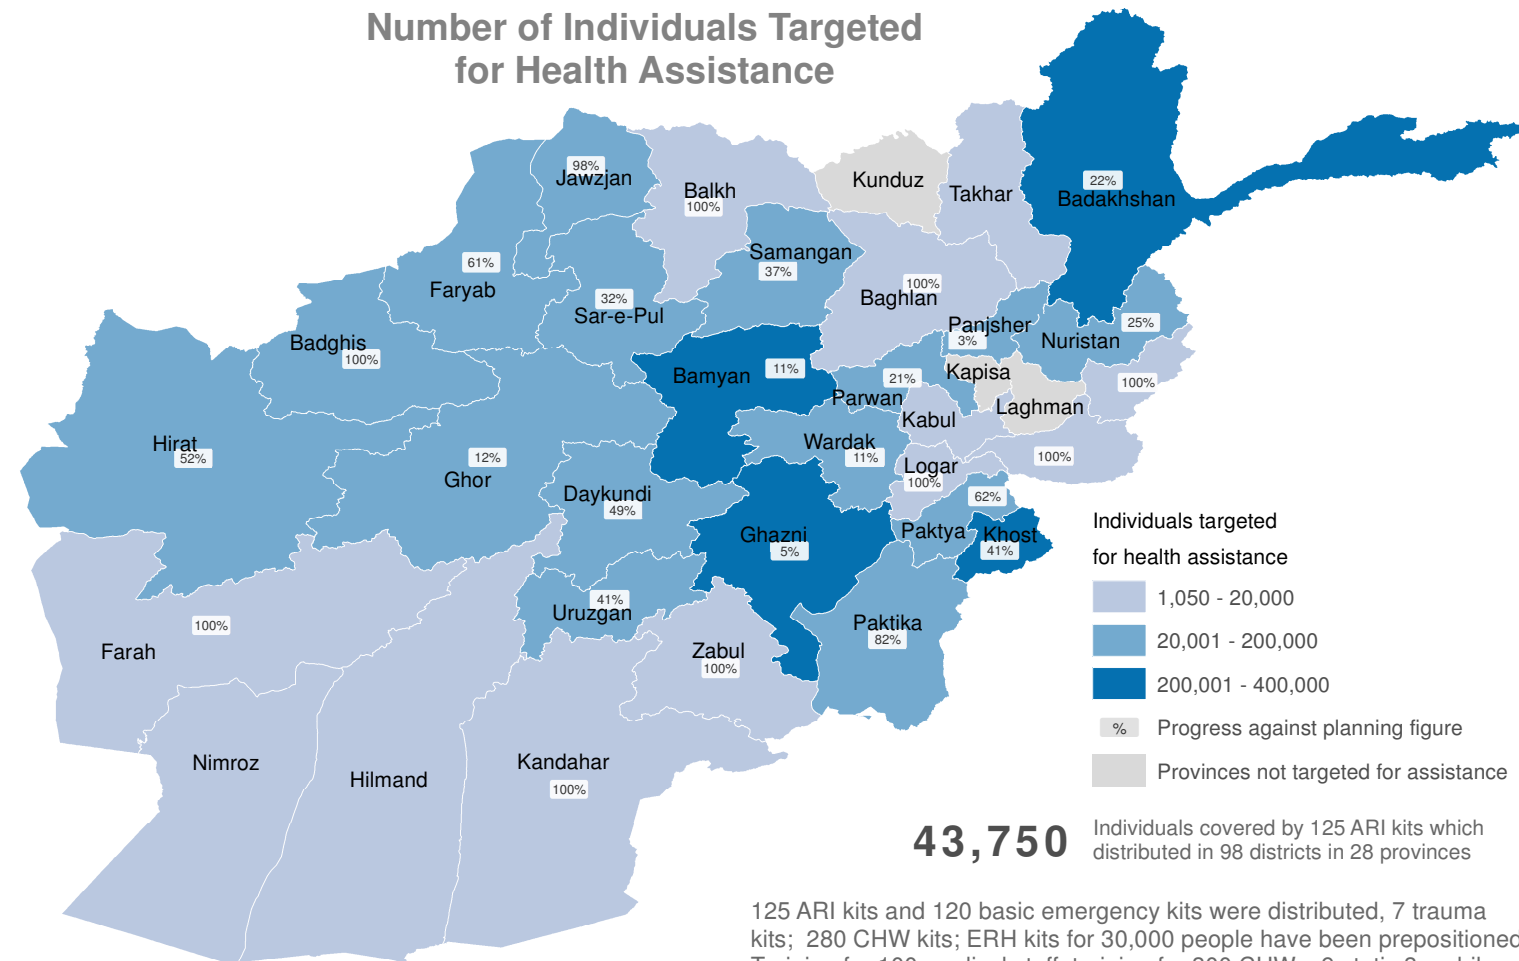 Number of Individuals Targeted
for Health Assistance
98%
Jawzjan
Balkh
100%
Kunduz
Takhar
22%
Badakhshan
61%
Faryab
32%
Sar-e-Pul
Samangan
37%
100%
Baghlan
Panjsher
3%
25%
Nuristan
Badghis
100%
Bamyan
11%
21%
Parwan
Kapisa
Laghman
100%
Kabul
Hirat
52%
12%
Ghor
Wardak
11%
Logar
100%
100%
Daykundi
49%
62%
Paktya
Khost
41%
Ghazni
5%
41%
Uruzgan
Paktika
82%
100%
Farah
Zabul
100%
Nimroz
Hilmand
Kandahar
100%
Individuals targeted
for health assistance
1,050 - 20,000
20,001 - 200,000
200,001 - 400,000
% Progress against planning figure
Provinces not targeted for assistance
43,750
Individuals covered by 125 ARI kits which
distributed in 98 districts in 28 provinces
125 ARI kits and 120 basic emergency kits were distributed, 7 trauma
kits; 280 CHW kits; ERH kits for 30,000 people have been prepositioned